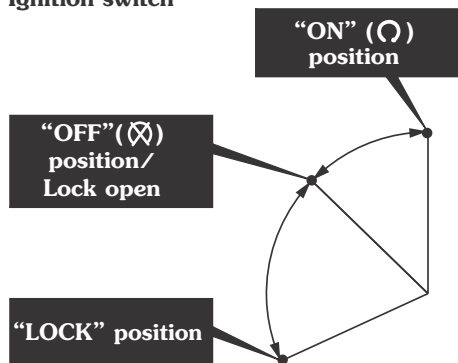 Ignition switch
“ON” (Ω)
position
“OFF”(⦻)
position/
Lock open
“LOCK” position